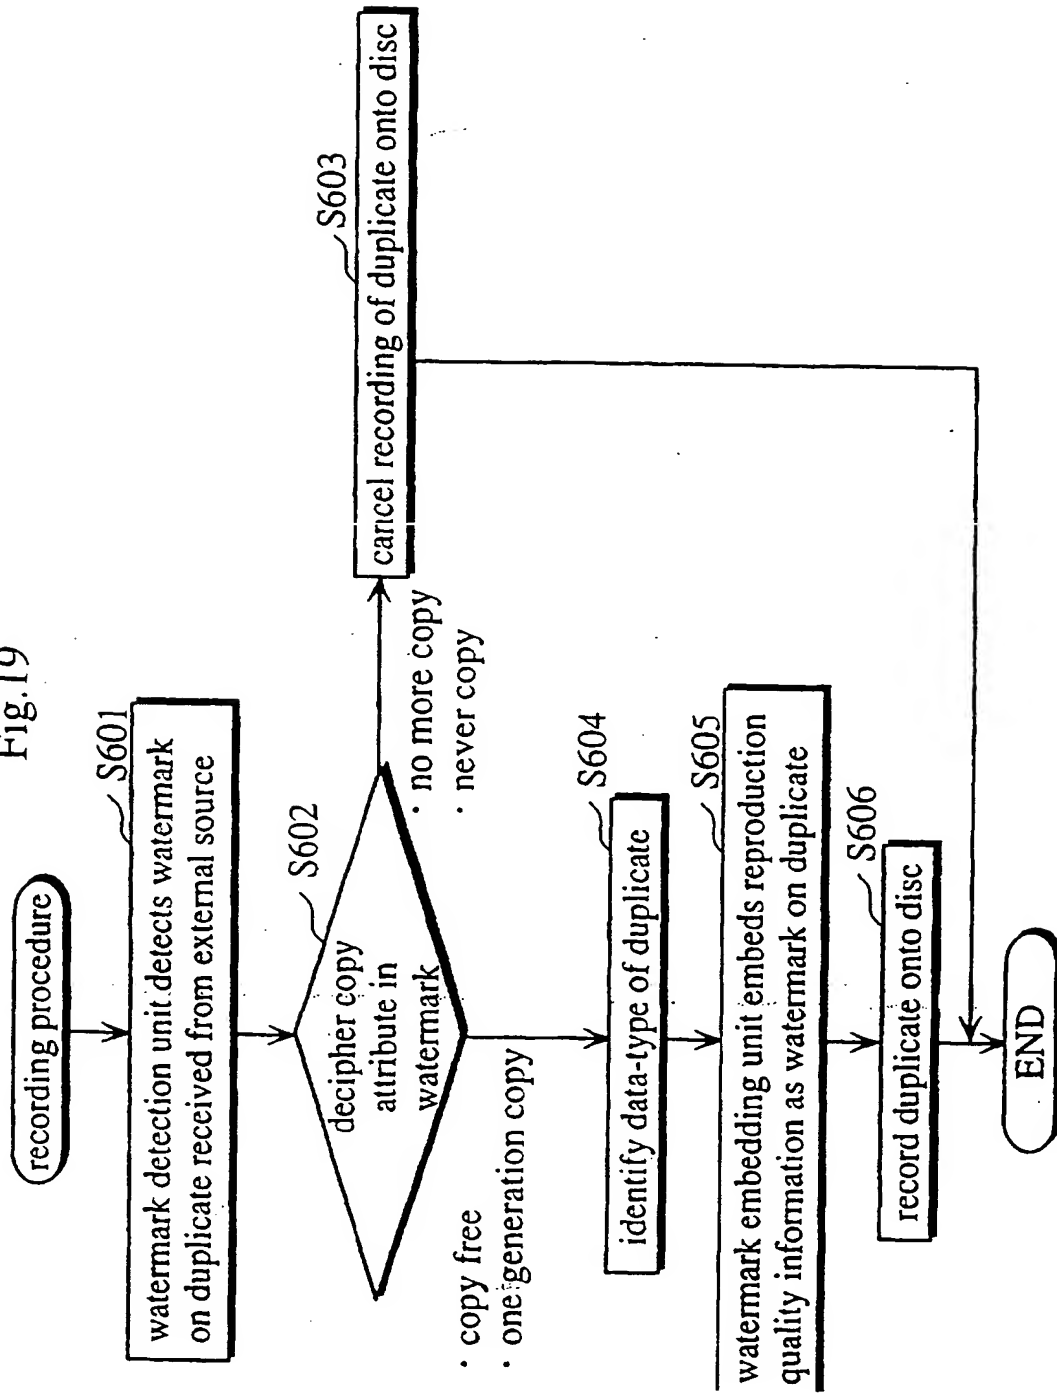 Fig.19
recording procedure
S601
watermark detection unit detects watermark
on duplicate received from external source
S602
decipher copy
attribute in
watermark
· no more copy
· never copy
S603
cancel recording of duplicate onto disc
· copy free
· one generation copy
S604
identify data-type of duplicate
S605
watermark embedding unit embeds reproduction
quality information as watermark on duplicate
S606
record duplicate onto disc
END